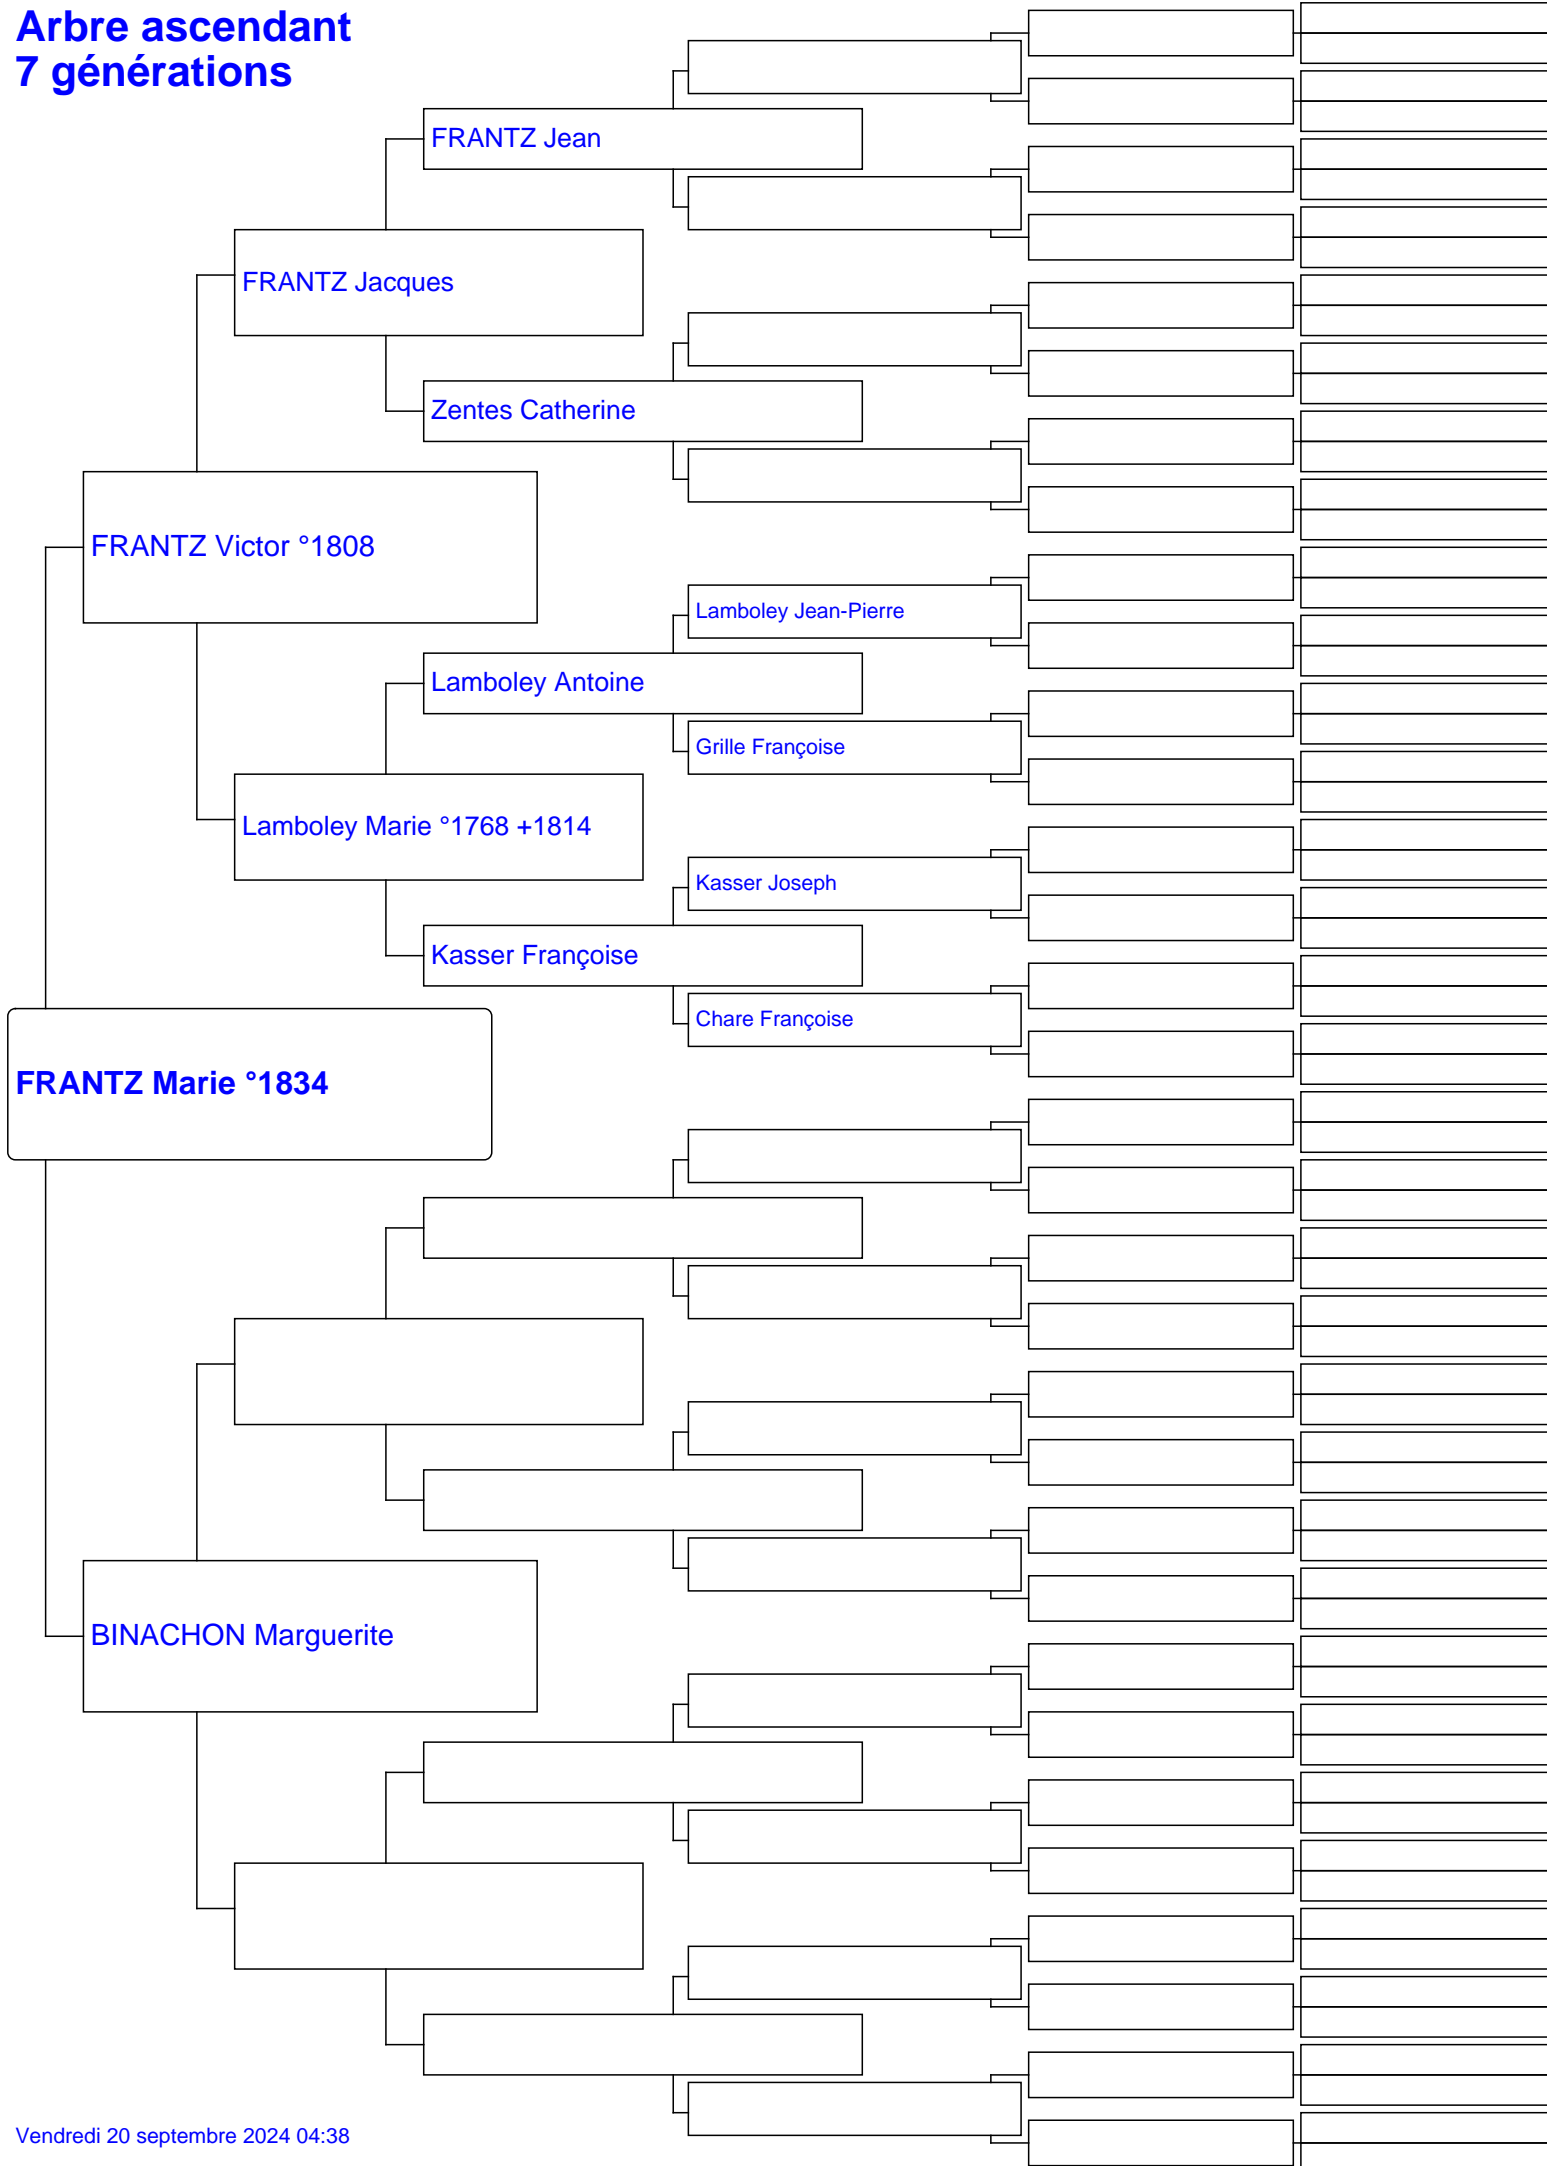 Arbre ascendant
7 générations
FRANTZ Jean
FRANTZ Jacques
Zentes Catherine
FRANTZ Victor °1808
Lamboley Jean-Pierre
Lamboley Antoine
Grille Françoise
Lamboley Marie °1768 +1814
Kasser Joseph
Kasser Françoise
Chare Françoise
FRANTZ Marie °1834
BINACHON Marguerite
Vendredi 20 septembre 2024 04:38